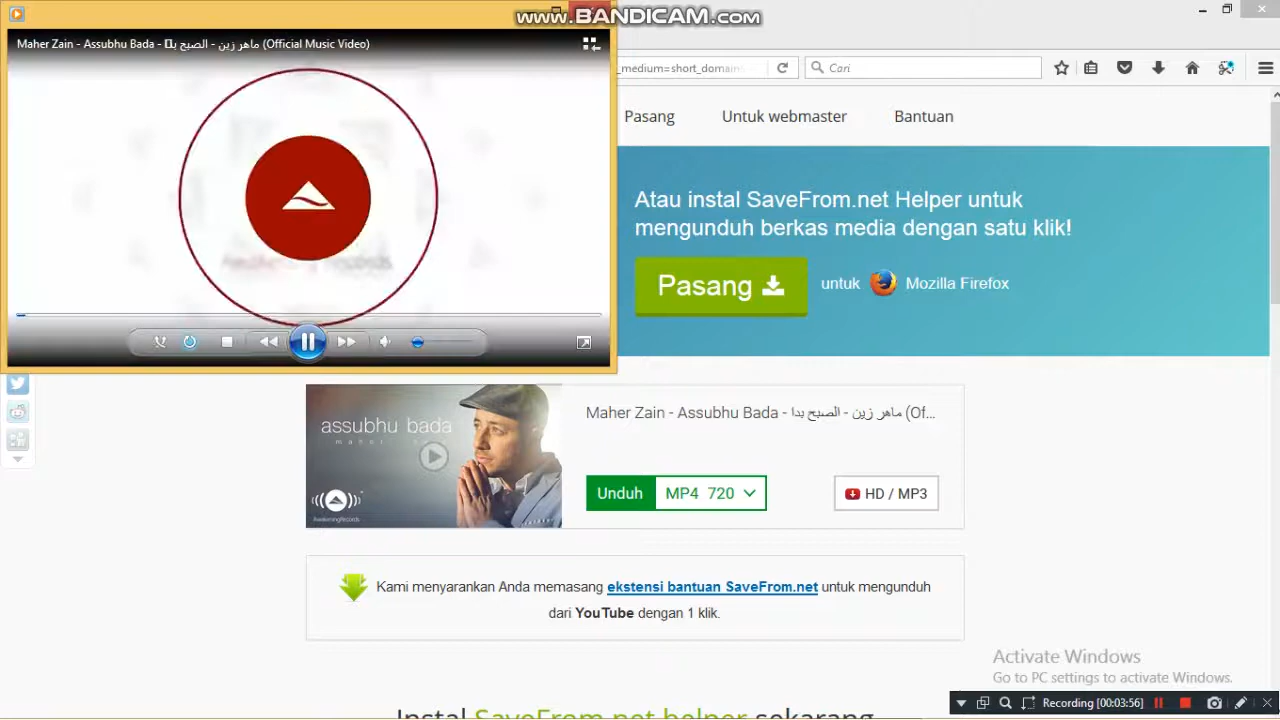 www.BANDICAM.com
Maher Zain - Assubhu Bada - ماهر زين - الصبح بدا (Official Music Video)
_medium=short_domain
Cari
Pasang
Untuk webmaster
Bantuan
Atau instal SaveFrom.net Helper untuk
mengunduh berkas media dengan satu klik!
Pasang
untuk
Mozilla Firefox
assubhu bada
Awakening Records
Maher Zain - Assubhu Bada - ماهر زين - الصبح بدا (Of...
Unduh
MP4 720
HD / MP3
Kami menyarankan Anda memasang ekstensi bantuan SaveFrom.net untuk mengunduh
dari YouTube dengan 1 klik.
Activate Windows
Go to PC settings to activate Windows.
Instal SaveFrom.net helper sekarang
Recording [00:03:56]